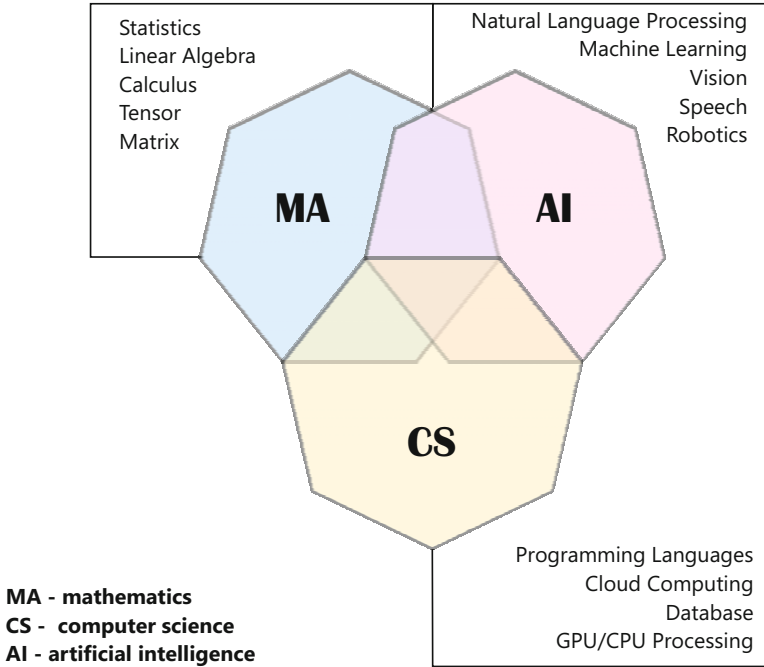 Statistics
Linear Algebra
Calculus
Tensor
Matrix
Natural Language Processing
Machine Learning
Vision
Speech
Robotics
MA
AI
CS
Programming Languages
Cloud Computing
Database
GPU/CPU Processing
MA - mathematics
CS - computer science
AI - artificial intelligence